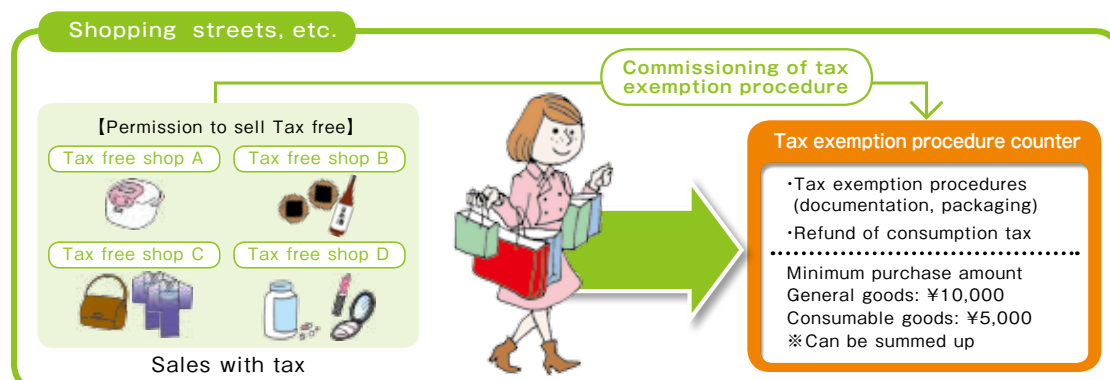 Shopping streets, etc.
Commissioning of tax
exemption procedure
【Permission to sell Tax free】
Tax free shop A
Tax free shop B
Tax free shop C
Tax free shop D
Sales with tax
Tax exemption procedure counter
・Tax exemption procedures
(documentation, packaging)
・Refund of consumption tax
Minimum purchase amount
General goods: ¥10,000
Consumable goods: ¥5,000
※Can be summed up